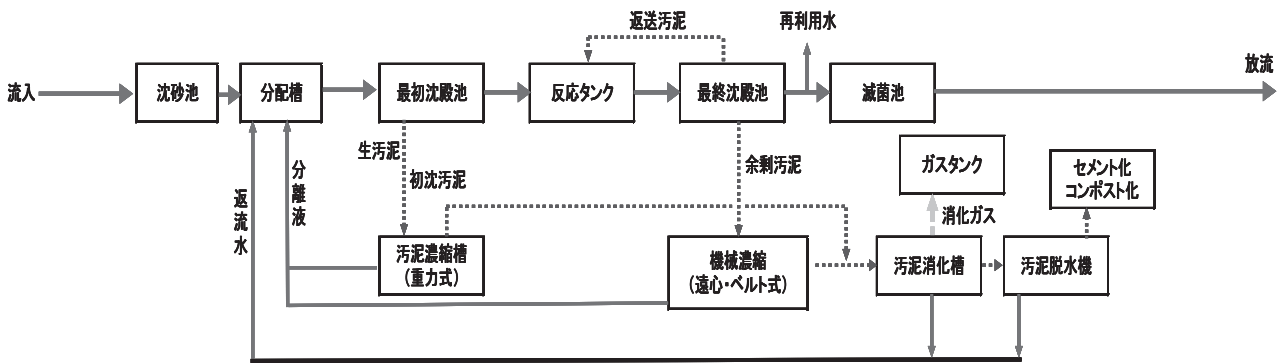 返送汚泥
再利用水
流入
沈砂池
分配槽
最初沈殿池
反応タンク
最終沈殿池
滅菌池
放流
生汚泥
初沈汚泥
余剰汚泥
分離液
返流水
ガスタンク
消化ガス
セメント化
コンポスト化
汚泥濃縮槽
(重力式)
機械濃縮
(遠心・ベルト式)
汚泥消化槽
汚泥脱水機